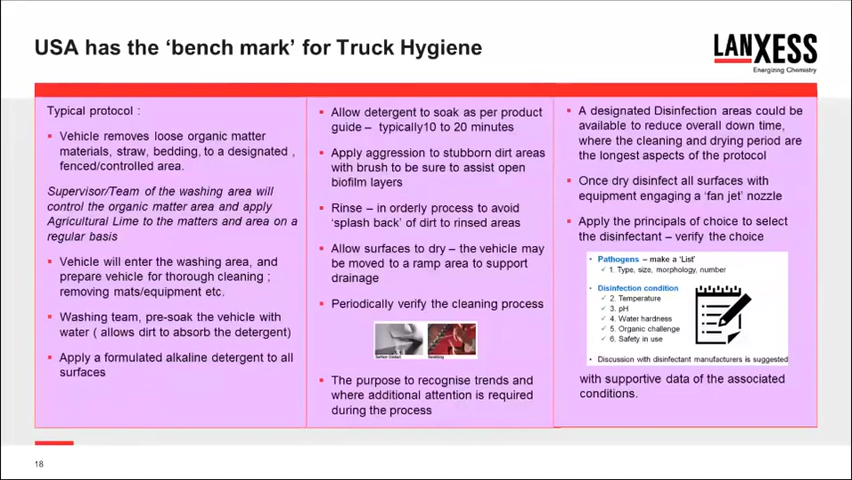 USA has the ‘bench mark’ for Truck Hygiene
LANXESS
Energizing Chemistry
Typical protocol :
▪ Vehicle removes loose organic matter
materials, straw, bedding, to a designated ,
fenced/controlled area.
Supervisor/Team of the washing area will
control the organic matter area and apply
Agricultural Lime to the matters and area on a
regular basis
▪ Vehicle will enter the washing area, and
prepare vehicle for thorough cleaning ;
removing mats/equipment etc.
▪ Washing team, pre-soak the vehicle with
water ( allows dirt to absorb the detergent)
▪ Apply a formulated alkaline detergent to all
surfaces
▪ Allow detergent to soak as per product
guide – typically10 to 20 minutes
▪ Apply aggression to stubborn dirt areas
with brush to be sure to assist open
biofilm layers
▪ Rinse – in orderly process to avoid
‘splash back’ of dirt to rinsed areas
▪ Allow surfaces to dry – the vehicle may
be moved to a ramp area to support
drainage
▪ Periodically verify the cleaning process
▪ The purpose to recognise trends and
where additional attention is required
during the process
▪ A designated Disinfection areas could be
available to reduce overall down time,
where the cleaning and drying period are
the longest aspects of the protocol
▪ Once dry disinfect all surfaces with
equipment engaging a ‘fan jet’ nozzle
▪ Apply the principals of choice to select
the disinfectant – verify the choice
• Pathogens – make a ‘List’
✓ 1. Type, size, morphology, number
• Disinfection condition
✓ 2. Temperature
✓ 3. pH
✓ 4. Water hardness
✓ 5. Organic challenge
✓ 6. Safety in use
• Discussion with disinfectant manufacturers is suggested
with supportive data of the associated
conditions.
18